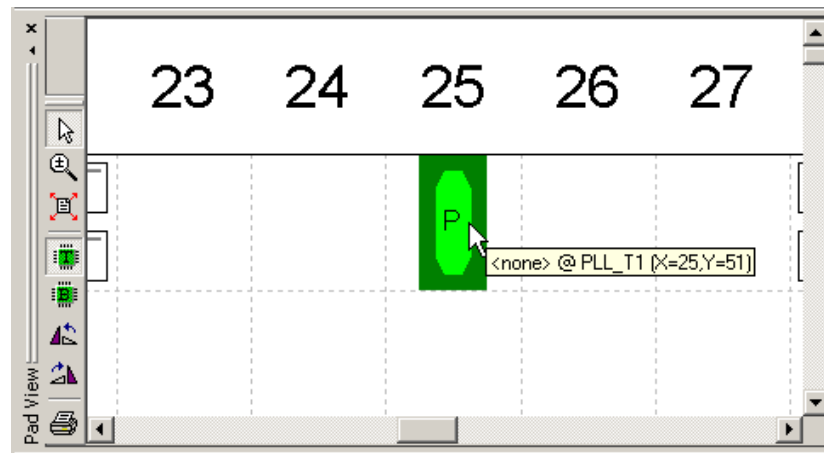 23 24 25 26 27
P
<none> @ PLL_T1 (X=25,Y=51)
T
B
Pad View